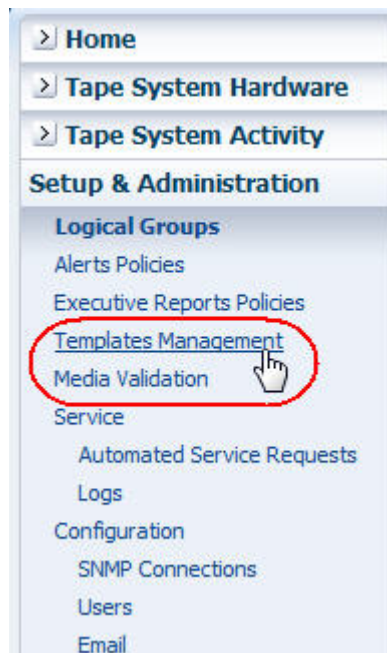 Home
Tape System Hardware
Tape System Activity
Setup & Administration
Logical Groups
Alerts Policies
Executive Reports Policies
Templates Management
Media Validation
Service
Automated Service Requests
Logs
Configuration
SNMP Connections
Users
Email